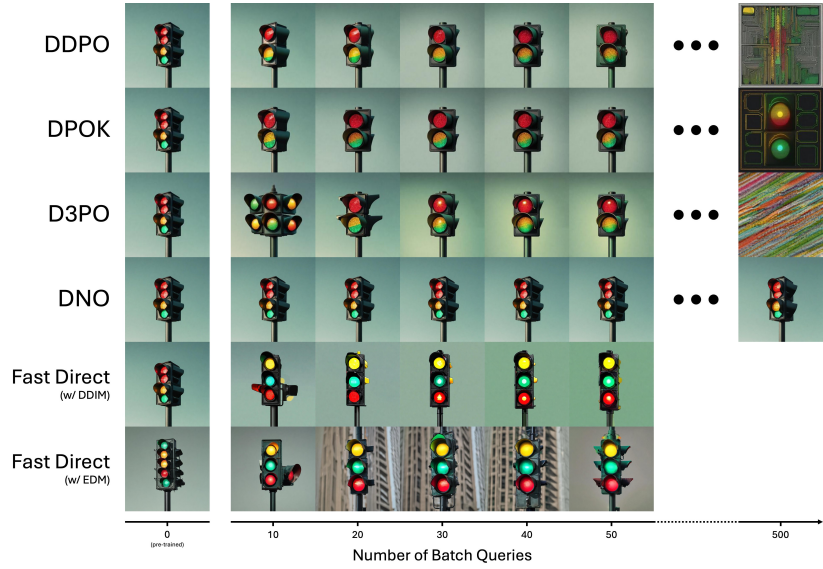 DDPO
DPOK
D3PO
DNO
Fast Direct
(w/ DDIM)
Fast Direct
(w/ EDM)
0
(pre-trained)
10
20
30
40
50
500
Number of Batch Queries